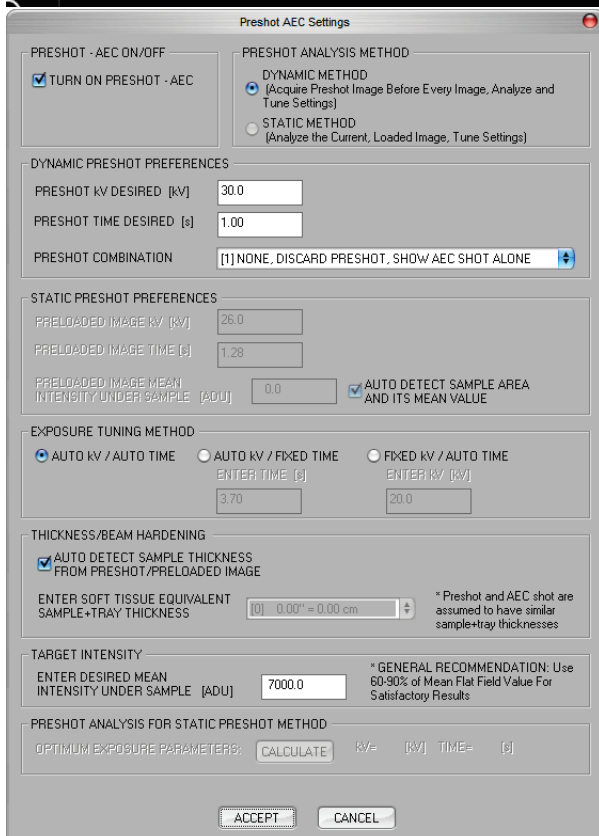 Preshot AEC Settings
PRESHOT - AEC ON/OFF
TURN ON PRESHOT - AEC
PRESHOT ANALYSIS METHOD
DYNAMIC METHOD
(Acquire Preshot Image Before Every Image, Analyze and
Tune Settings)
STATIC METHOD
(Analyze the Current, Loaded Image, Tune Settings)
DYNAMIC PRESHOT PREFERENCES
PRESHOT kV DESIRED [kV] 30.0
PRESHOT TIME DESIRED [s] 1.00
PRESHOT COMBINATION [1] NONE, DISCARD PRESHOT, SHOW AEC SHOT ALONE
STATIC PRESHOT PREFERENCES
PRELOADED IMAGE kV [kV] 26.0
PRELOADED IMAGE TIME [s] 1.28
PRELOADED IMAGE MEAN
INTENSITY UNDER SAMPLE [ADU] 0.0
AUTO DETECT SAMPLE AREA
AND ITS MEAN VALUE
EXPOSURE TUNING METHOD
AUTO kV / AUTO TIME AUTO kV / FIXED TIME FIXED kV / AUTO TIME
ENTER TIME [s] ENTER kV [kV]
3.70 20.0
THICKNESS/BEAM HARDENING
AUTO DETECT SAMPLE THICKNESS
FROM PRESHOT/PRELOADED IMAGE
ENTER SOFT TISSUE EQUIVALENT
SAMPLE+TRAY THICKNESS [0] 0.00" = 0.00 cm
* Preshot and AEC shot are
assumed to have similar
sample+tray thicknesses
TARGET INTENSITY
ENTER DESIRED MEAN
INTENSITY UNDER SAMPLE [ADU] 7000.0
* GENERAL RECOMMENDATION: Use
60-90% of Mean Flat Field Value For
Satisfactory Results
PRESHOT ANALYSIS FOR STATIC PRESHOT METHOD
OPTIMUM EXPOSURE PARAMETERS: CALCULATE kV= [kV] TIME= [s]
ACCEPT CANCEL